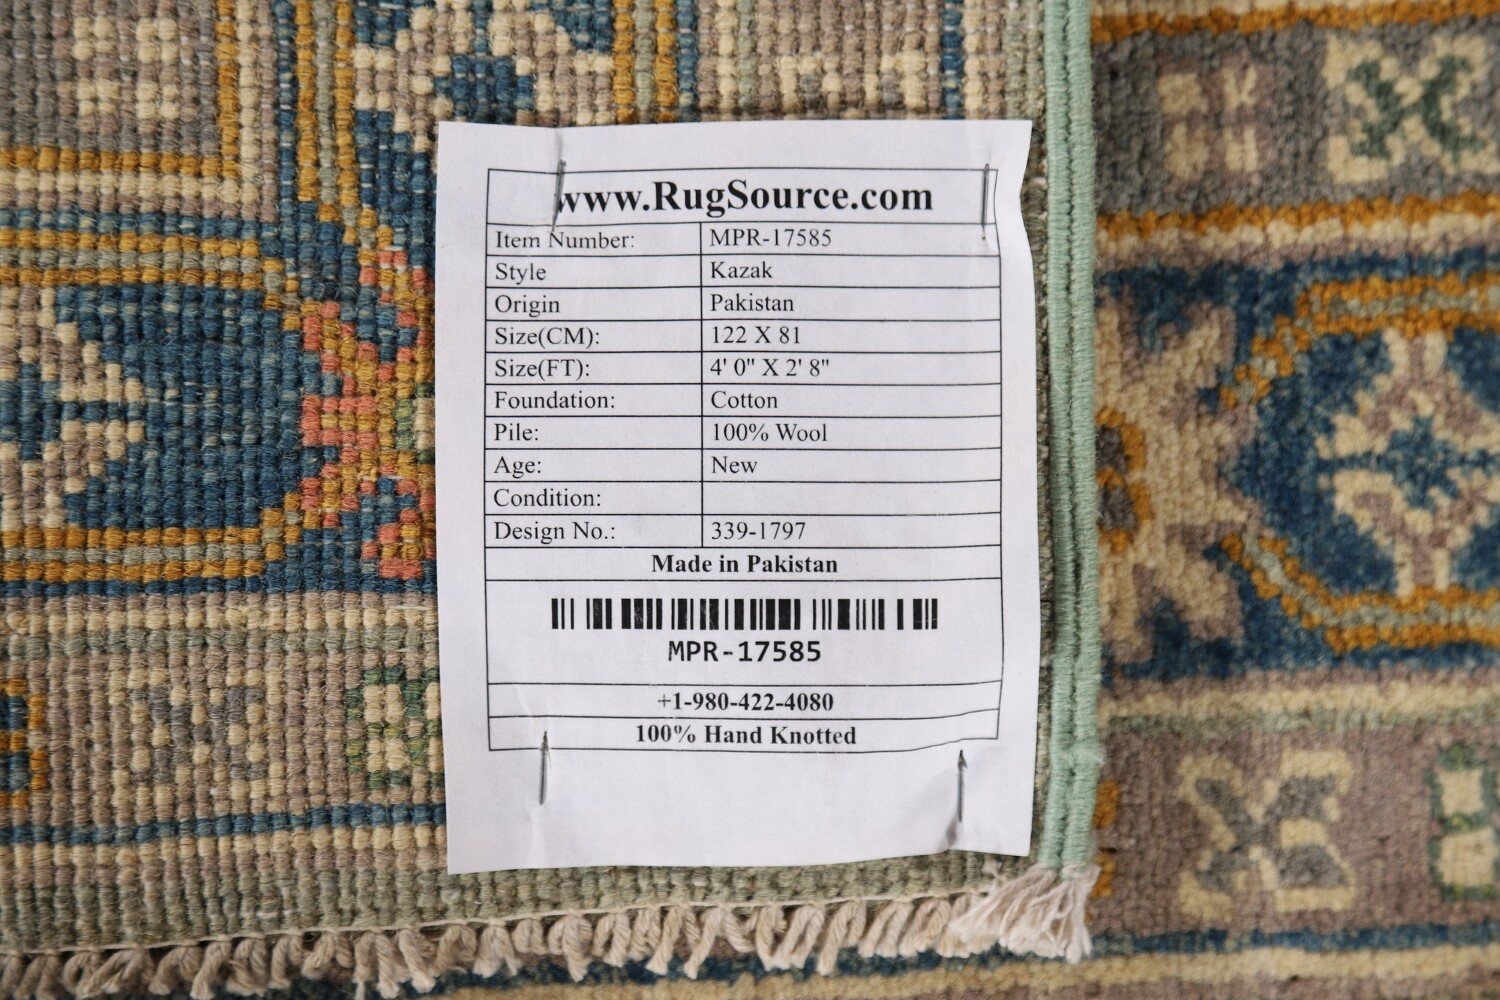 www.RugSource.com
Item Number: MPR-17585
Style Kazak
Origin Pakistan
Size(CM): 122 X 81
Size(FT): 4' 0" X 2' 8"
Foundation: Cotton
Pile: 100% Wool
Age: New
Condition:
Design No.: 339-1797
Made in Pakistan
MPR-17585
+1-980-422-4080
100% Hand Knotted